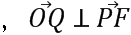 , $\vec{OQ} \perp \vec{PF}$